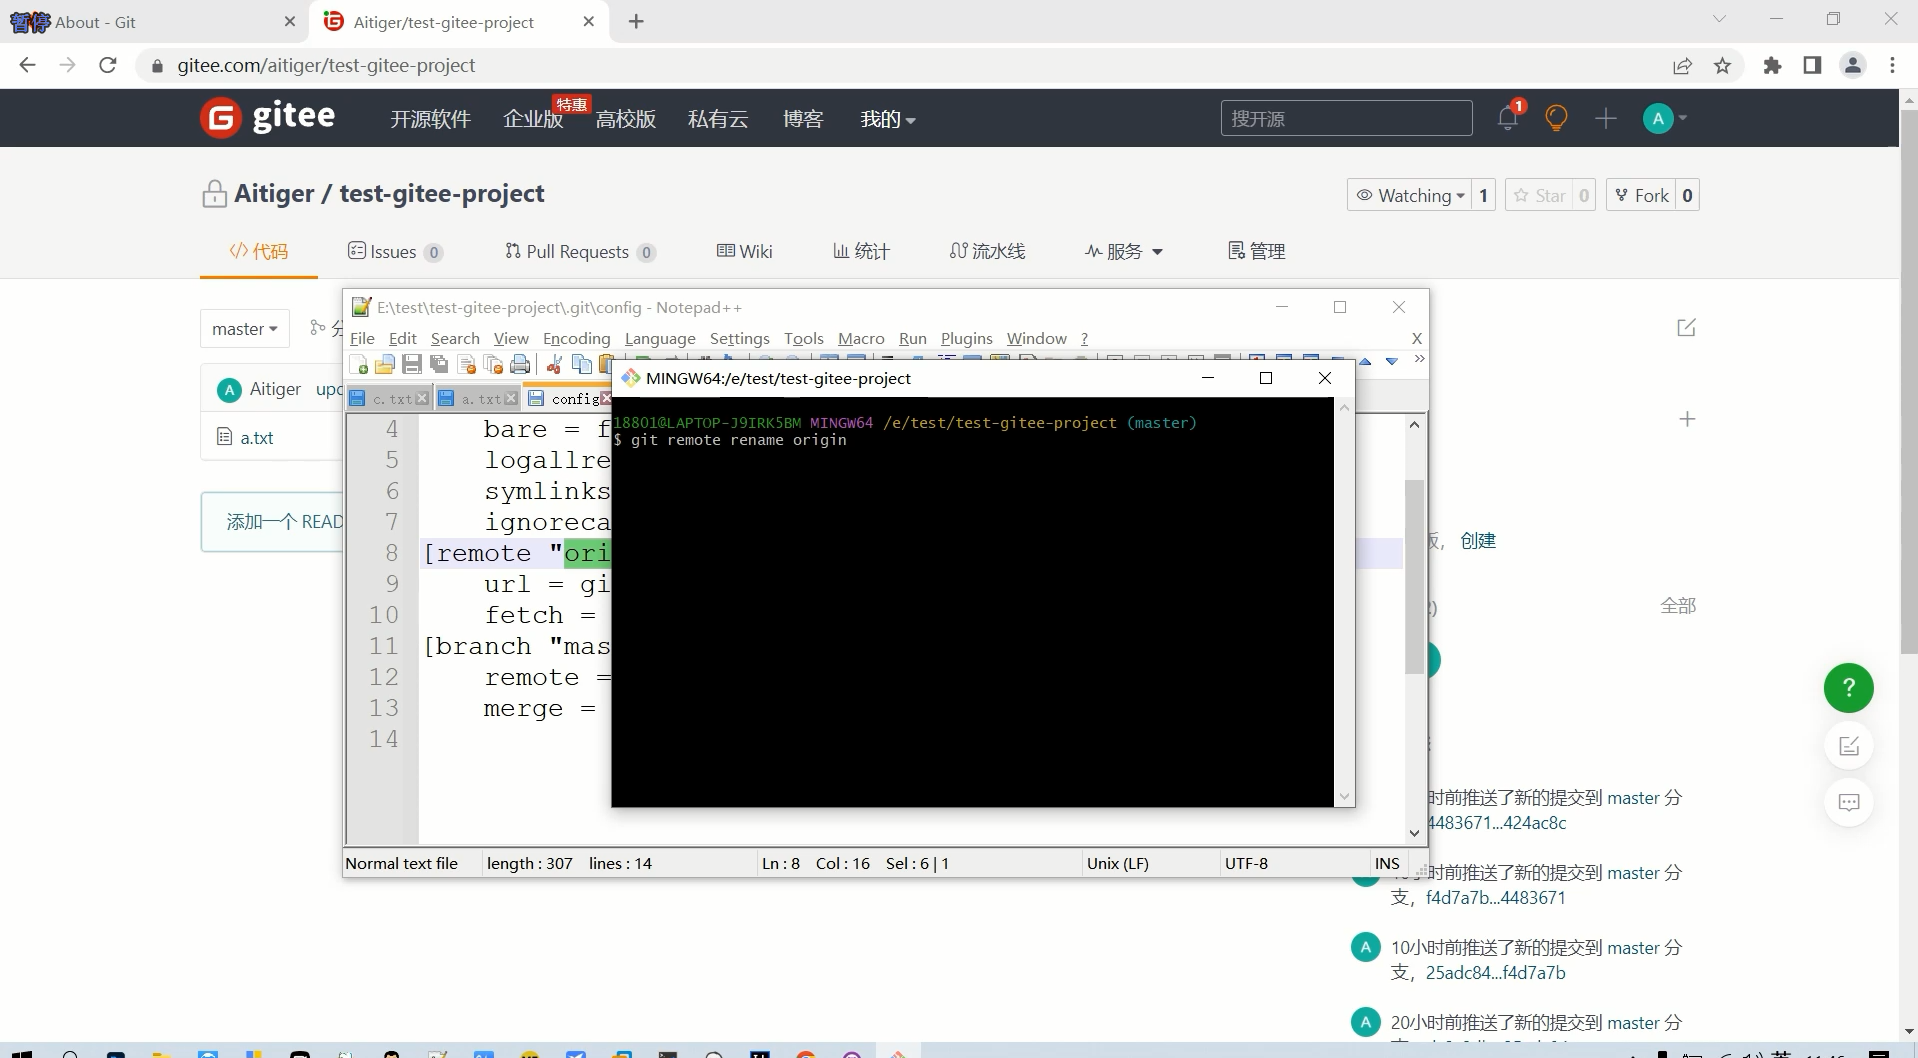 暂停 About - Git
Aitiger/test-gitee-project
gitee.com/aitiger/test-gitee-project
gitee
开源软件
企业版
特惠
高校版
私有云
博客
我的
搜开源
1
A
Aitiger / test-gitee-project
Watching 1
Star 0
Fork 0
代码
Issues 0
Pull Requests 0
Wiki
统计
流水线
服务
管理
master
A Aitiger
a.txt
添加一个 READ
E:\test\test-gitee-project\.git\config - Notepad++
File Edit Search View Encoding Language Settings Tools Macro Run Plugins Window ?
X
c.txt
a.txt
config
4 bare = f
5 logallre
6 symlinks
7 ignoreca
8 [remote "ori
9 url = gi
10 fetch =
11 [branch "mas
12 remote =
13 merge =
14
MINGW64:/e/test/test-gitee-project
18801@LAPTOP-J9IRK5BM MINGW64 /e/test/test-gitee-project (master)
$ git remote rename origin
Normal text file
length : 307 lines : 14
Ln : 8 Col : 16 Sel : 6 | 1
Unix (LF)
UTF-8
INS
创建
全部
?
时前推送了新的提交到 master 分
4483671...424ac8c
时前推送了新的提交到 master 分
支，f4d7a7b...4483671
A 10小时前推送了新的提交到 master 分
支，25adc84...f4d7a7b
A 20小时前推送了新的提交到 master 分